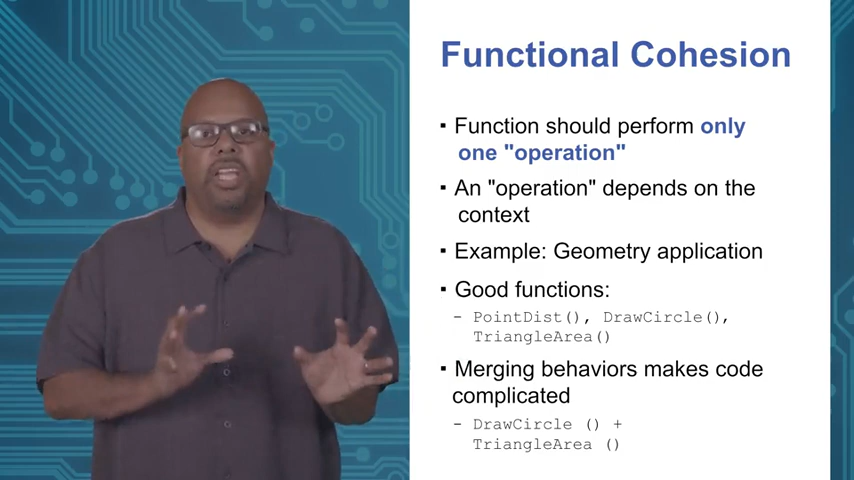 Functional Cohesion
▪ Function should perform only
one "operation"
▪ An "operation" depends on the
context
▪ Example: Geometry application
▪ Good functions:
– PointDist(), DrawCircle(),
TriangleArea()
▪ Merging behaviors makes code
complicated
– DrawCircle () +
TriangleArea ()